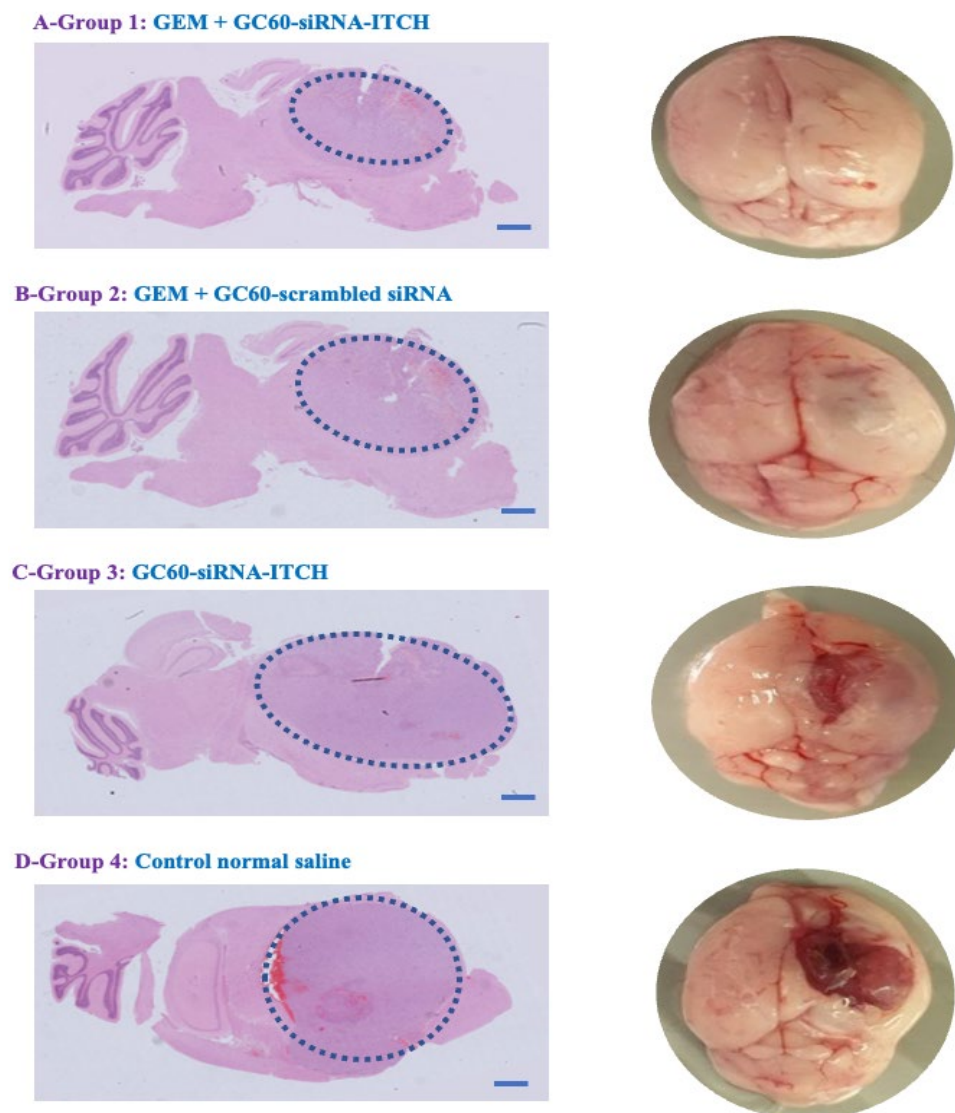 A-Group 1: GEM + GC60-siRNA-ITCH
B-Group 2: GEM + GC60-scrambled siRNA
C-Group 3: GC60-siRNA-ITCH
D-Group 4: Control normal saline